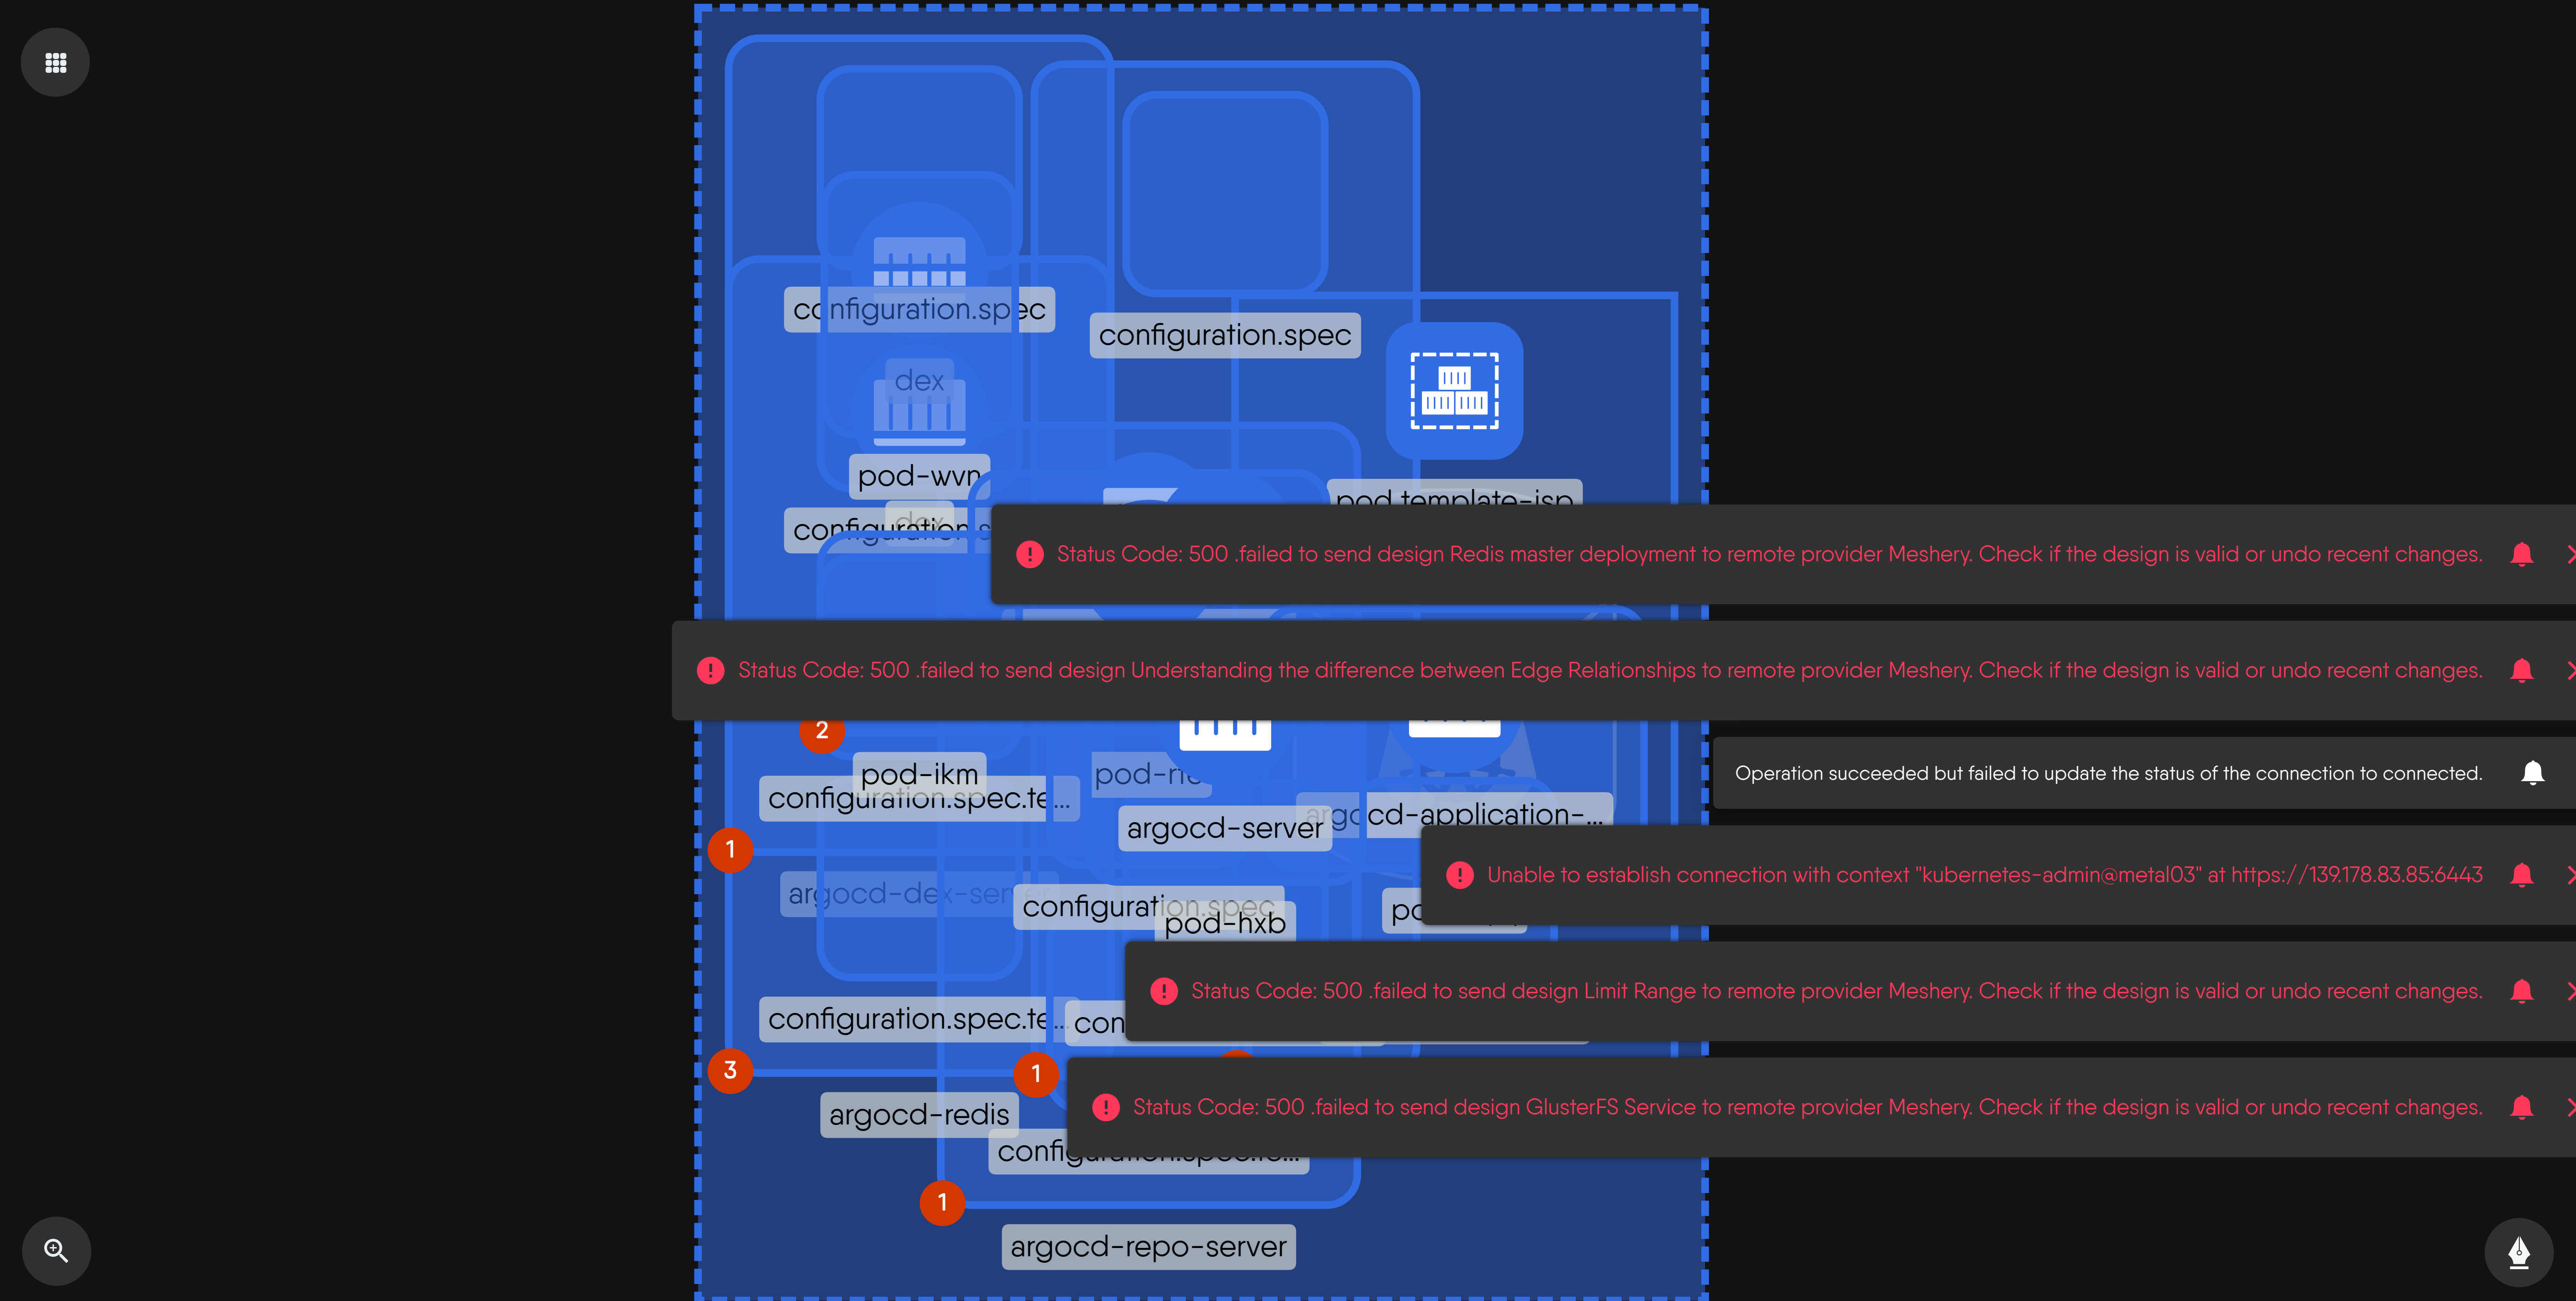 configuration.spec
configuration.spec
dex
pod-wvn
pod.template-isp
dex
configuration.s
Status Code: 500 .failed to send design Redis master deployment to remote provider Meshery. Check if the design is valid or undo recent changes.
Status Code: 500 .failed to send design Understanding the difference between Edge Relationships to remote provider Meshery. Check if the design is valid or undo recent changes.
2
pod-ikm
Operation succeeded but failed to update the status of the connection to connected.
configuration.spec.te...
argocd-application-...
argocd-server
1
Unable to establish connection with context "kubernetes-admin@metal03" at https://139.178.83.85:6443
argocd-dex-server
configuration.spec
pod-hxb
Status Code: 500 .failed to send design Limit Range to remote provider Meshery. Check if the design is valid or undo recent changes.
configuration.spec.te...
con
3
1
Status Code: 500 .failed to send design GlusterFS Service to remote provider Meshery. Check if the design is valid or undo recent changes.
argocd-redis
configuration.spec.te...
1
argocd-repo-server